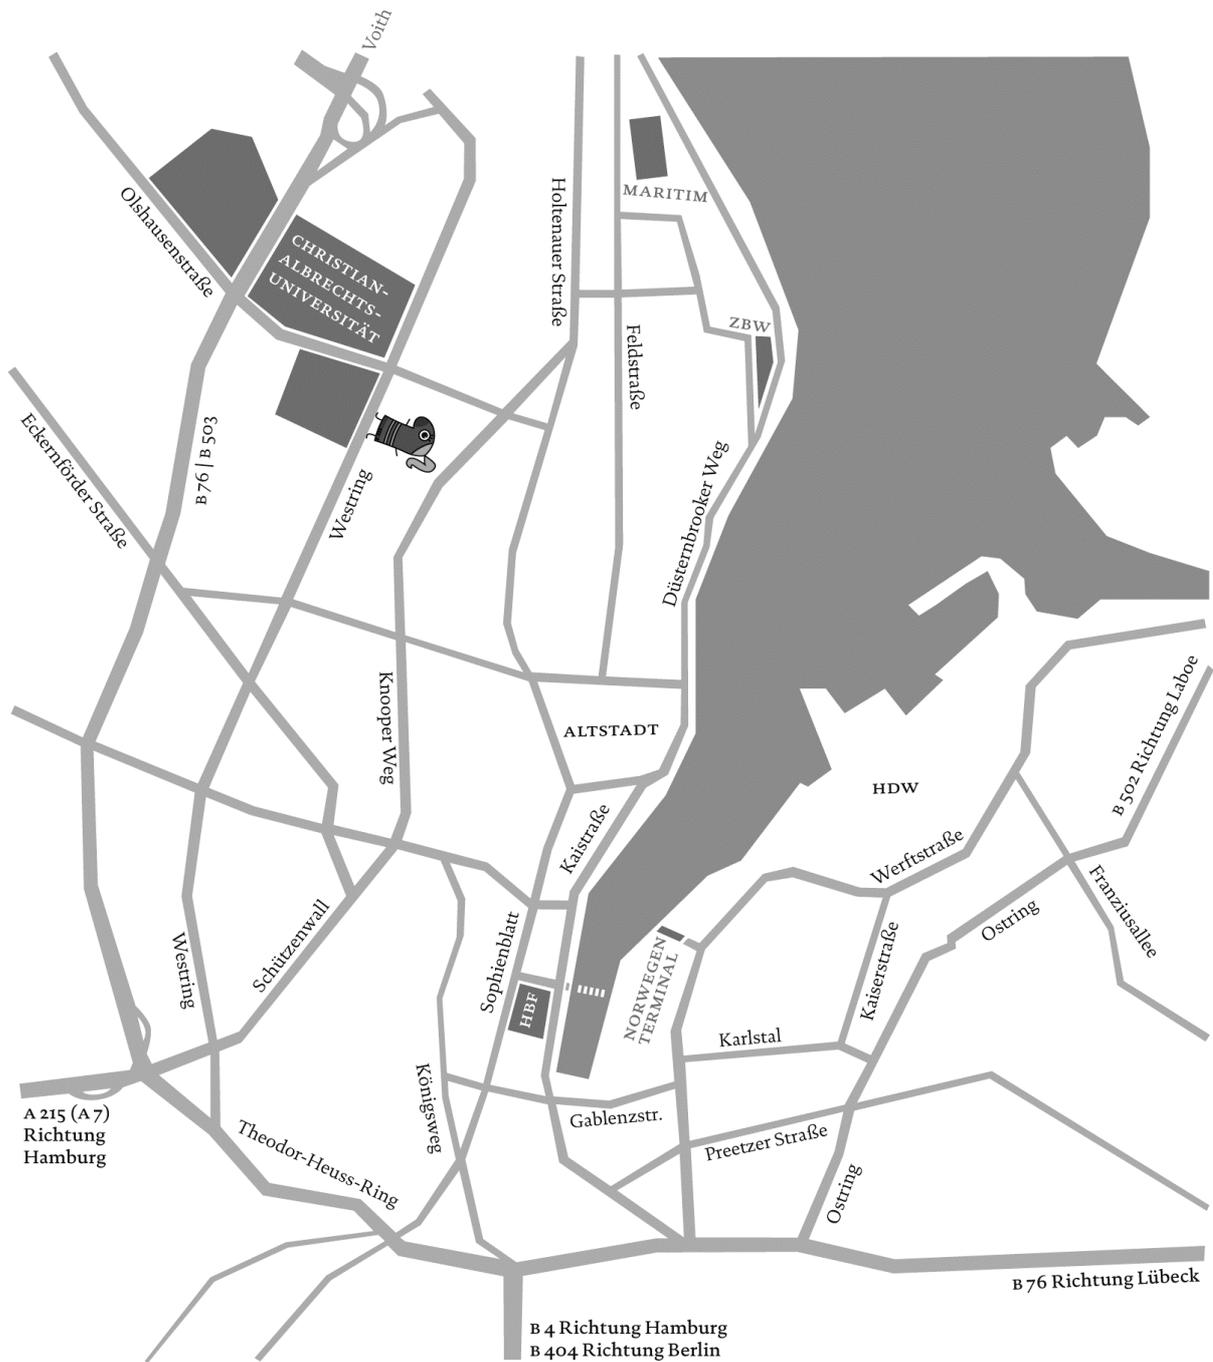 Voith
MARITIM
Olshausenstraße
CHRISTIAN-
ALBRECHTS-
UNIVERSITÄT
Holtenauer Straße
ZBW
Feldstraße
Eckernförder Straße
B 76 | B 503
Westring
Düsternbrooker Weg
Knooper Weg
ALTSTADT
B 502 Richtung Laboe
HDW
Kaistraße
Werftstraße
Franziusallee
Ostring
Schützenwall
Westring
Sophienblatt
Kaiserstraße
NORWEGEN
TERMINAL
HBF
Karlstal
Königsweg
Gablenzstr.
Preetzer Straße
A 215 (A 7)
Richtung
Hamburg
Theodor-Heuss-Ring
Ostring
B 76 Richtung Lübeck
B 4 Richtung Hamburg
B 404 Richtung Berlin